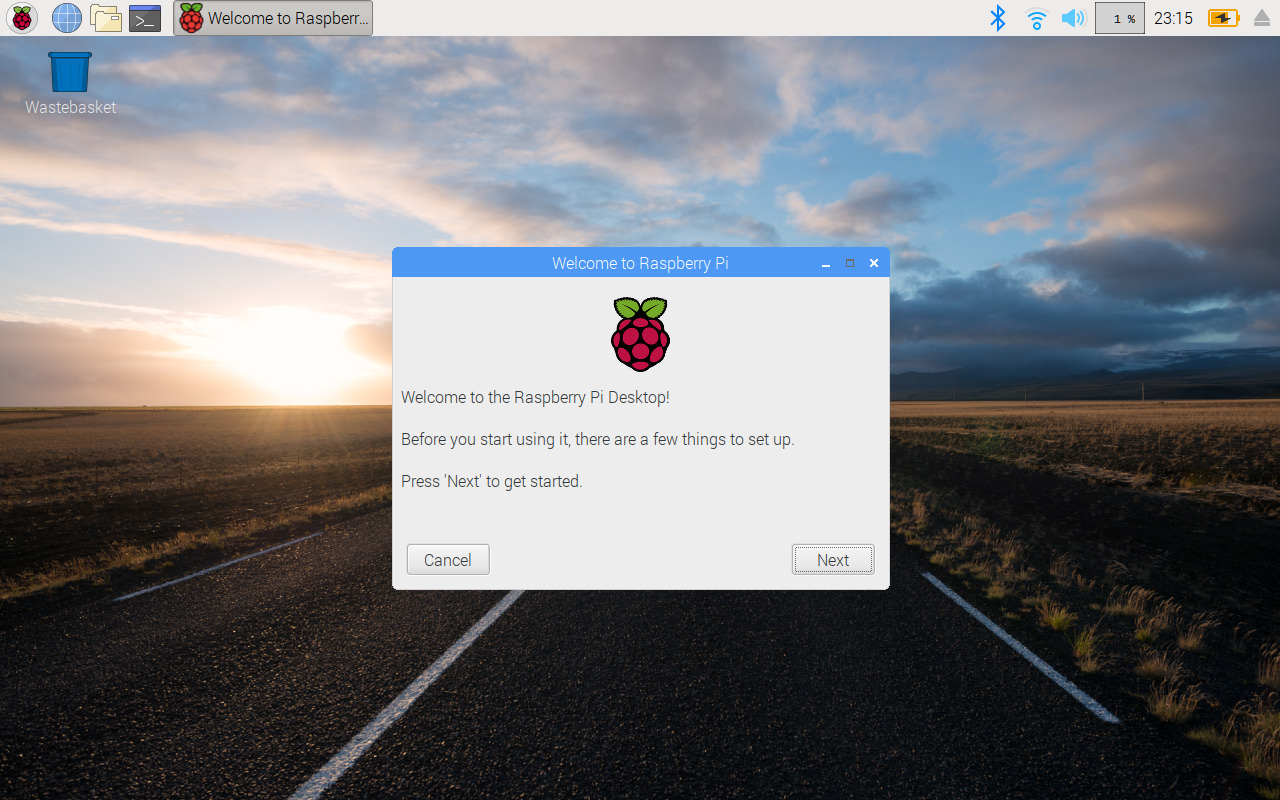 Welcome to Raspberr...
1 %
23:15
Wastebasket
Welcome to Raspberry Pi
Welcome to the Raspberry Pi Desktop!
Before you start using it, there are a few things to set up.
Press 'Next' to get started.
Cancel
Next